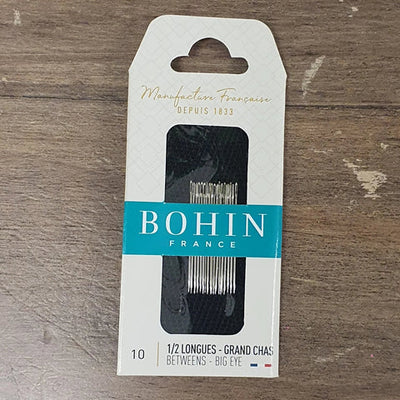 Manufacture Française
DEPUIS 1833
BOHIN
FRANCE
10
1/2 LONGUES - GRAND CHAS
BETWEENS - BIG EYE